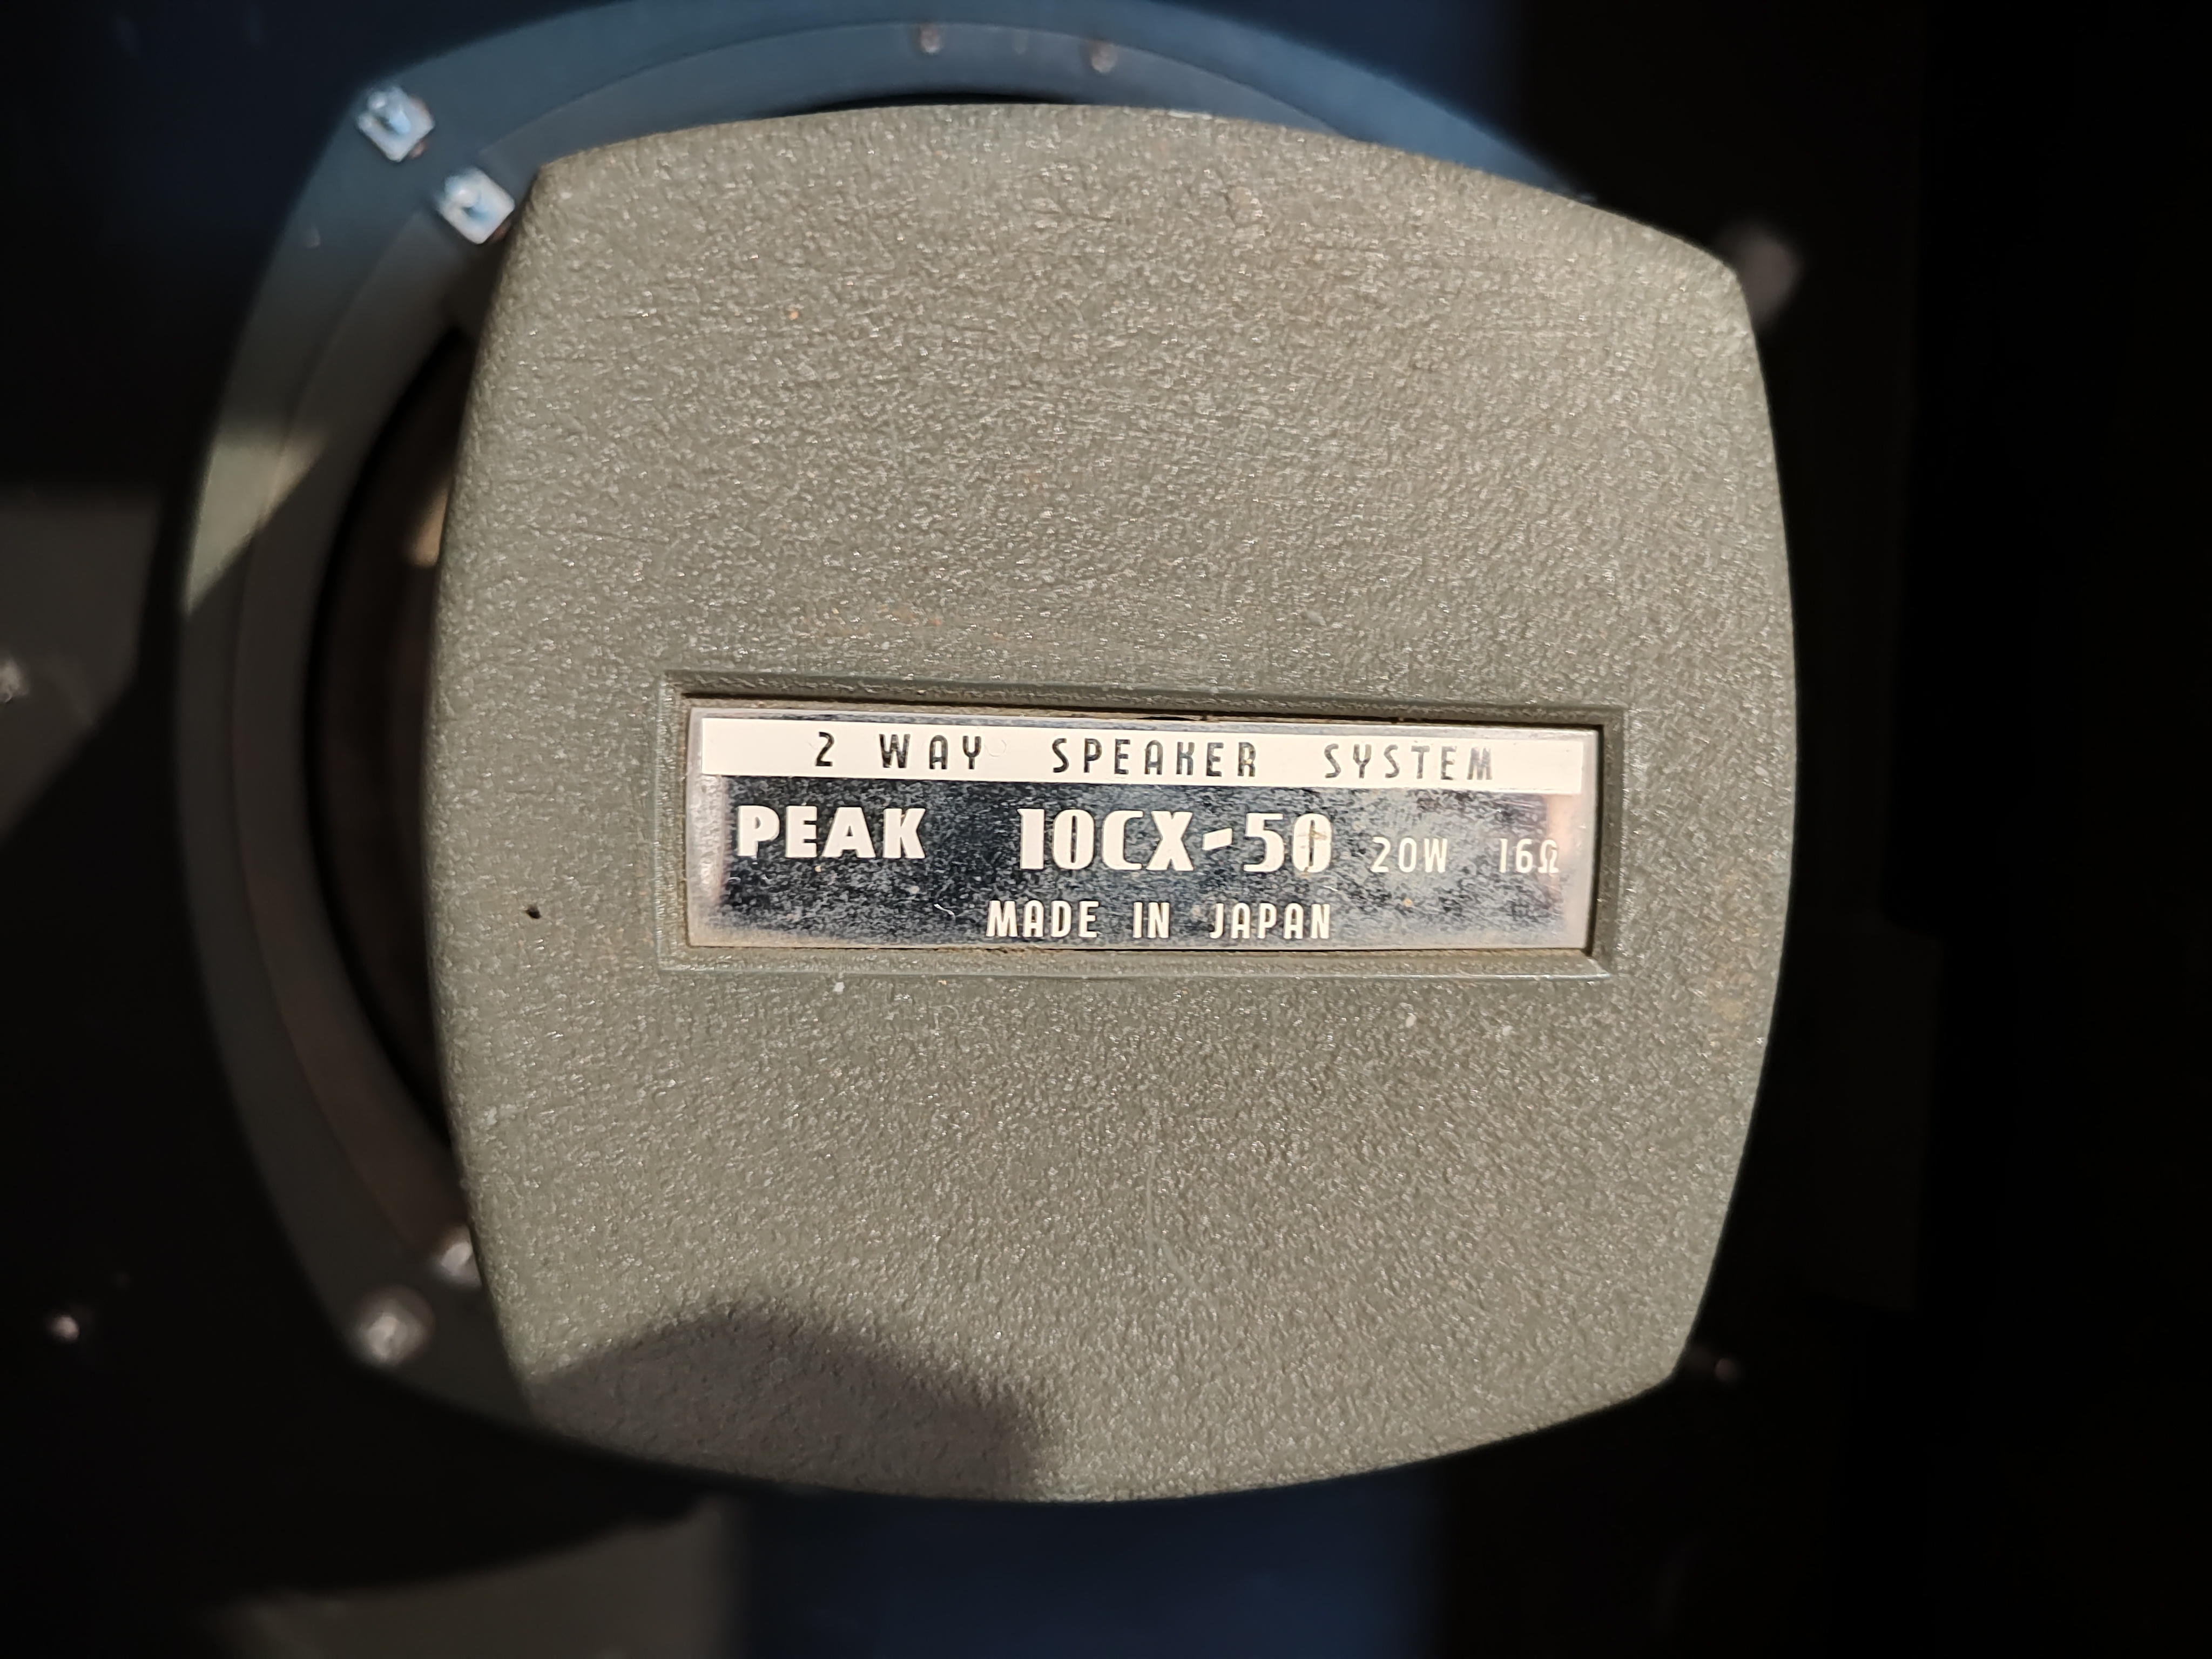 2 WAY SPEAKER SYSTEM
PEAK 10CX-50 20W 16Ω
MADE IN JAPAN